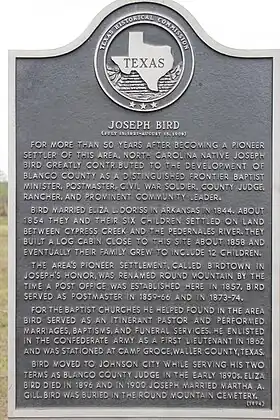 TEXAS HISTORICAL COMMISSION
TEXAS
JOSEPH BIRD
FOR MORE THAN 50 YEARS AFTER BECOMING A PIONEER
SETTLER OF THIS AREA, NORTH CAROLINA NATIVE JOSEPH
BIRD GREATLY CONTRIBUTED TO THE DEVELOPMENT OF
BLANCO COUNTY AS A DISTINGUISHED FRONTIER BAPTIST
MINISTER, POSTMASTER, CIVIL WAR SOLDIER, COUNTY JUDGE,
RANCHER, AND PROMINENT COMMUNITY LEADER.
BIRD MARRIED ELIZA L. DORISS IN ARKANSAS IN 1844. ABOUT
1854 THEY AND THEIR SIX CHILDREN SETTLED ON LAND
BETWEEN CYPRESS CREEK AND THE PEDERNALES RIVER. THEY
BUILT A LOG CABIN CLOSE TO THIS SITE ABOUT 1858 AND
EVENTUALLY THEIR FAMILY GREW TO INCLUDE 12 CHILDREN.
THE AREA'S PIONEER SETTLEMENT, CALLED BIRDTOWN IN
JOSEPH'S HONOR, WAS RENAMED ROUND MOUNTAIN BY THE
TIME A POST OFFICE WAS ESTABLISHED HERE IN 1857. BIRD
SERVED AS POSTMASTER IN 1859-66 AND IN 1873-74.
FOR THE BAPTIST CHURCHES HE HELPED FOUND IN THE AREA
BIRD SERVED AS AN ITINERANT PASTOR AND PERFORMED
MARRIAGES, BAPTISMS, AND FUNERAL SERVICES. HE ENLISTED
IN THE CONFEDERATE ARMY AS A FIRST LIEUTENANT IN 1862
AND WAS STATIONED AT CAMP GROCE, WALLER COUNTY, TEXAS.
BIRD MOVED TO JOHNSON CITY WHILE SERVING HIS TWO
TERMS AS BLANCO COUNTY JUDGE IN THE EARLY 1890s. ELIZA
BIRD DIED IN 1896 AND IN 1900 JOSEPH MARRIED MARTHA A.
GILL. BIRD WAS BURIED IN THE ROUND MOUNTAIN CEMETERY.
(1994)